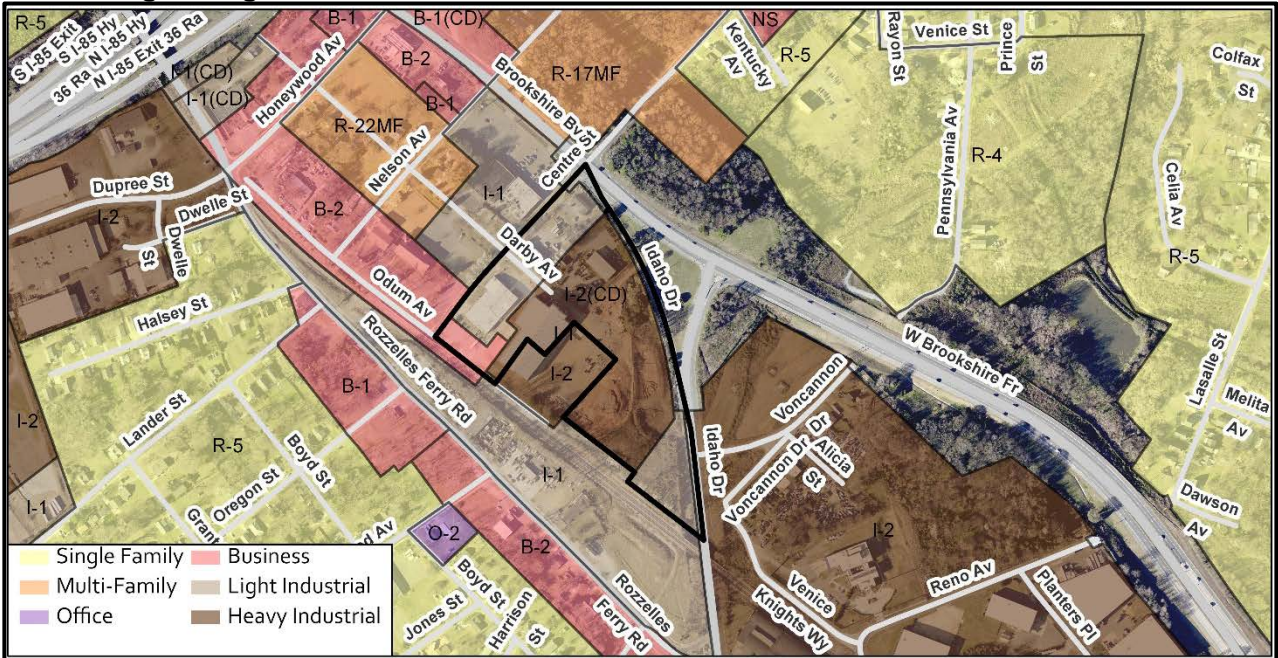 R-5
S I-85 Exit
S I-85 Hy
N I-85 Hy
36 Ra
N I-85 Exit 36 Ra
I-1(CD)
I-1(CD)
B-1
Honeywood Av
B-1(CD)
B-2
B-1
Brookshire Bv
R-17MF
NS
Kentucky Av
R-5
Rayon St
Venice St
Prince St
Colfax St
R-22MF
Nelson Av
Centre St
Pennsylvania Av
R-4
Celia Av
R-5
Dupree St
Dwelle St
Dwelle St
I-2
B-2
I-1
Darby Av
Idaho Dr
I-2(CD)
Odum Av
Halsey St
Rozzelles Ferry Rd
I-2
W Brookshire Fr
Lasalle St
Melita Av
B-1
Lander St
I-2
R-5
Boyd St
Oregon St
I-1
I-1
Voncannon Dr
Voncannon Dr
Alicia St
Idaho Dr
Dawson Av
I-2
O-2
B-2
Boyd St
Jones St
Harrison St
Rozzelles Ferry Rd
Venice
Knights Wy
Reno Av
Planters Pl
Single Family
Business
Multi-Family
Light Industrial
Office
Heavy Industrial